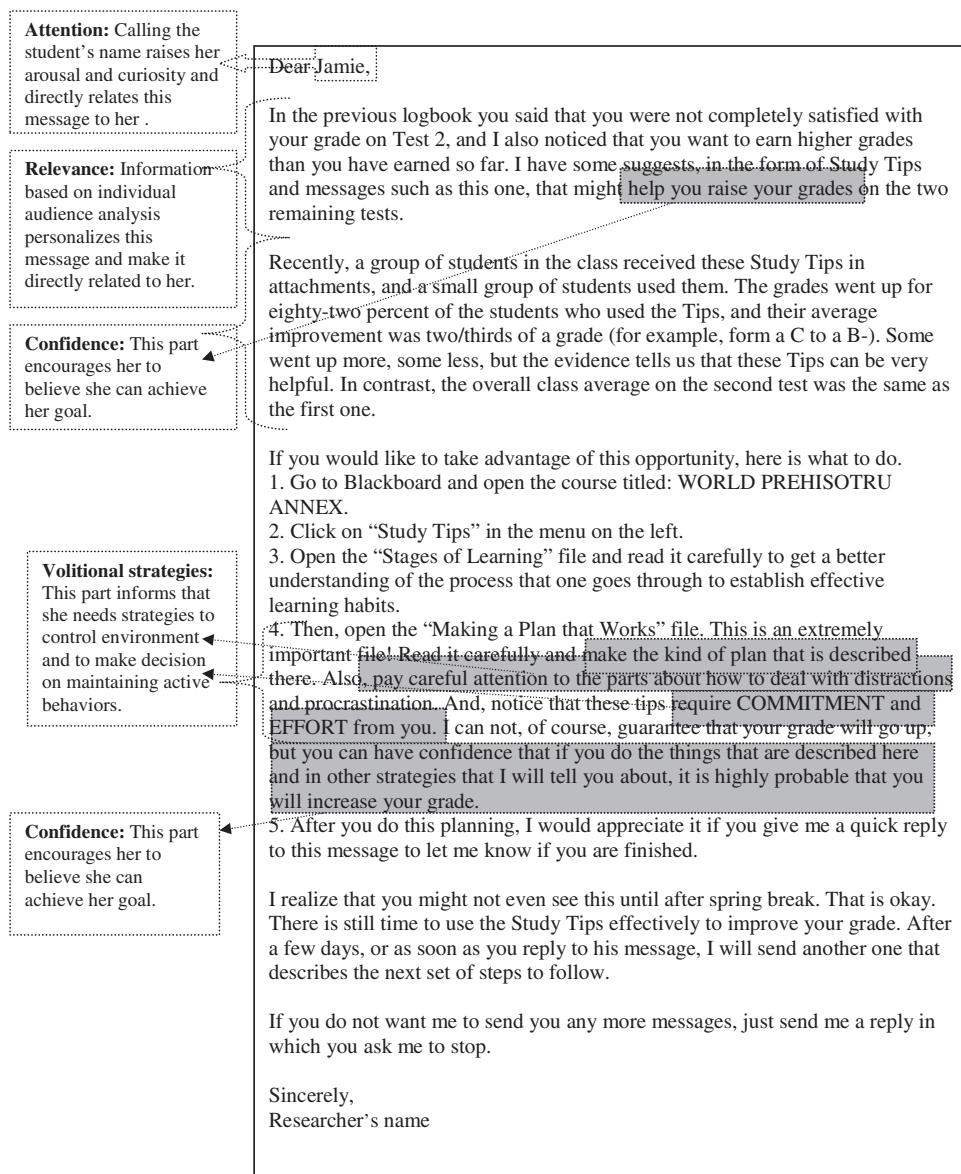 Attention: Calling the
student's name raises her
arousal and curiosity and
directly relates this
message to her .
Relevance: Information
based on individual
audience analysis
personalizes this
message and make it
directly related to her.
Confidence: This part
encourages her to
believe she can achieve
her goal.
Volitional strategies:
This part informs that
she needs strategies to
control environment
and to make decision
on maintaining active
behaviors.
Confidence: This part
encourages her to
believe she can
achieve her goal.
Dear Jamie,
In the previous logbook you said that you were not completely satisfied with
your grade on Test 2, and I also noticed that you want to earn higher grades
than you have earned so far. I have some suggests, in the form of Study Tips
and messages such as this one, that might help you raise your grades on the two
remaining tests.
Recently, a group of students in the class received these Study Tips in
attachments, and a small group of students used them. The grades went up for
eighty-two percent of the students who used the Tips, and their average
improvement was two/thirds of a grade (for example, form a C to a B-). Some
went up more, some less, but the evidence tells us that these Tips can be very
helpful. In contrast, the overall class average on the second test was the same as
the first one.
If you would like to take advantage of this opportunity, here is what to do.
1. Go to Blackboard and open the course titled: WORLD PREHISOTRU
ANNEX.
2. Click on “Study Tips” in the menu on the left.
3. Open the “Stages of Learning” file and read it carefully to get a better
understanding of the process that one goes through to establish effective
learning habits.
4. Then, open the “Making a Plan that Works” file. This is an extremely
important file! Read it carefully and make the kind of plan that is described
there. Also, pay careful attention to the parts about how to deal with distractions
and procrastination. And, notice that these tips require COMMITMENT and
EFFORT from you. I can not, of course, guarantee that your grade will go up,
but you can have confidence that if you do the things that are described here
and in other strategies that I will tell you about, it is highly probable that you
will increase your grade.
5. After you do this planning, I would appreciate it if you give me a quick reply
to this message to let me know if you are finished.
I realize that you might not even see this until after spring break. That is okay.
There is still time to use the Study Tips effectively to improve your grade. After
a few days, or as soon as you reply to his message, I will send another one that
describes the next set of steps to follow.
If you do not want me to send you any more messages, just send me a reply in
which you ask me to stop.
Sincerely,
Researcher's name